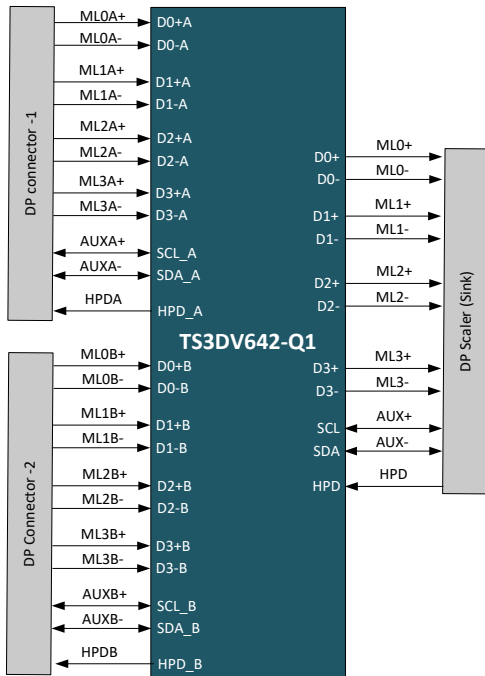 DP connector -1
ML0A+ D0+A
ML0A- D0-A
ML1A+ D1+A
ML1A- D1-A
ML2A+ D2+A
ML2A- D2-A
ML3A+ D3+A
ML3A- D3-A
AUXA+ SCL_A
AUXA- SDA_A
HPDA HPD_A
TS3DV642-Q1
DP Connector -2
ML0B+ D0+B
ML0B- D0-B
ML1B+ D1+B
ML1B- D1-B
ML2B+ D2+B
ML2B- D2-B
ML3B+ D3+B
ML3B- D3-B
AUXB+ SCL_B
AUXB- SDA_B
HPDB HPD_B
D0+ ML0+
D0- ML0-
D1+ ML1+
D1- ML1-
D2+ ML2+
D2- ML2-
D3+ ML3+
D3- ML3-
SCL AUX+
SDA AUX-
HPD HPD
DP Scaler (Sink)